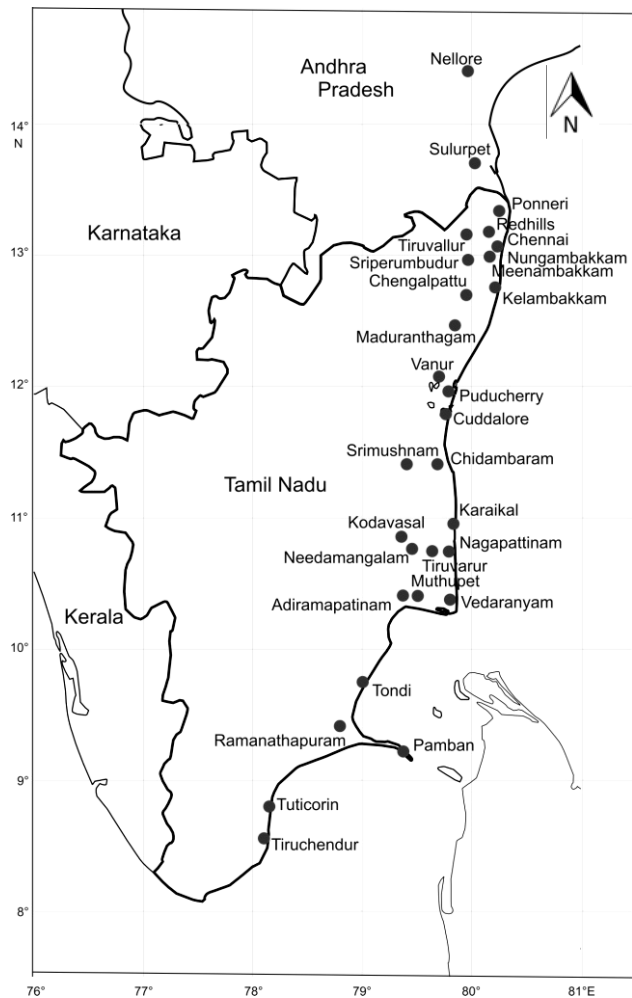 Nellore
Andhra
Pradesh
N
14°
N
Sulurpet
Ponneri
Redhills
Karnataka
Chennai
Tiruvallur
13°
Nungambakkam
Sriperumbudur
Meenambakkam
Chengalpattu
Kelambakkam
Maduranthagam
Vanur
12°
Puducherry
Cuddalore
Srimushnam
Chidambaram
Tamil Nadu
11°
Karaikal
Kodavasal
Nagapattinam
Needamangalam
Tiruvarur
Muthupet
Adiramapatinam
Vedaranyam
Kerala
10°
Tondi
Ramanathapuram
Pamban
9°
Tuticorin
Tiruchendur
8°
76°
77°
78°
79°
80°
81°E